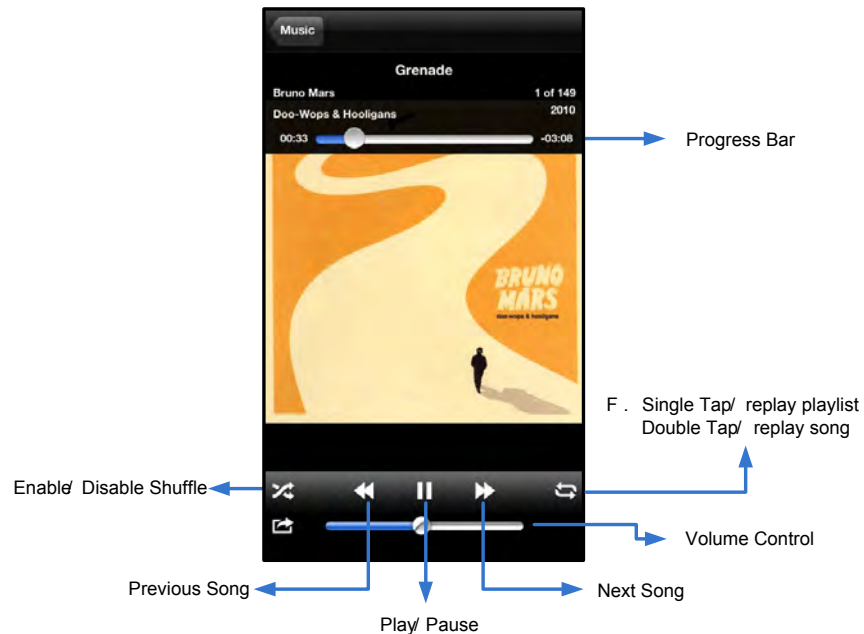 Music
Grenade
Bruno Mars
1 of 149
Doo-Wops & Hooligans
2010
00:33
-03:08
Progress Bar
BRUNO
MARS
doo-wops & hooligans
F . Single Tap/ replay playlist
Double Tap/ replay song
Enable/ Disable Shuffle
Volume Control
Previous Song
Next Song
Play/ Pause